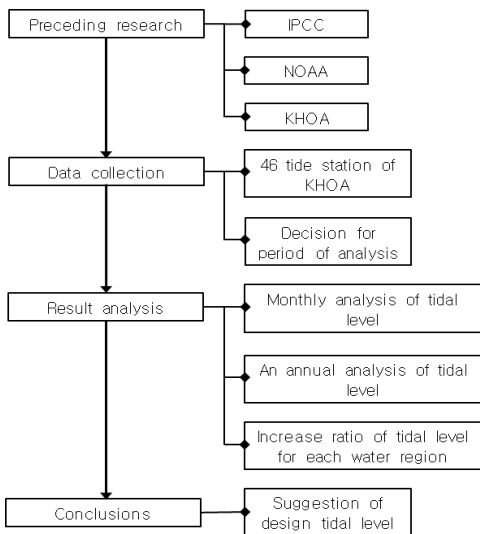 Preceding research
IPCC
NOAA
KHOA
Data collection
46 tide station of
KHOA
Decision for
period of analysis
Result analysis
Monthly analysis of tidal
level
An annual analysis of tidal
level
Increase ratio of tidal level
for each water region
Conclusions
Suggestion of
design tidal level